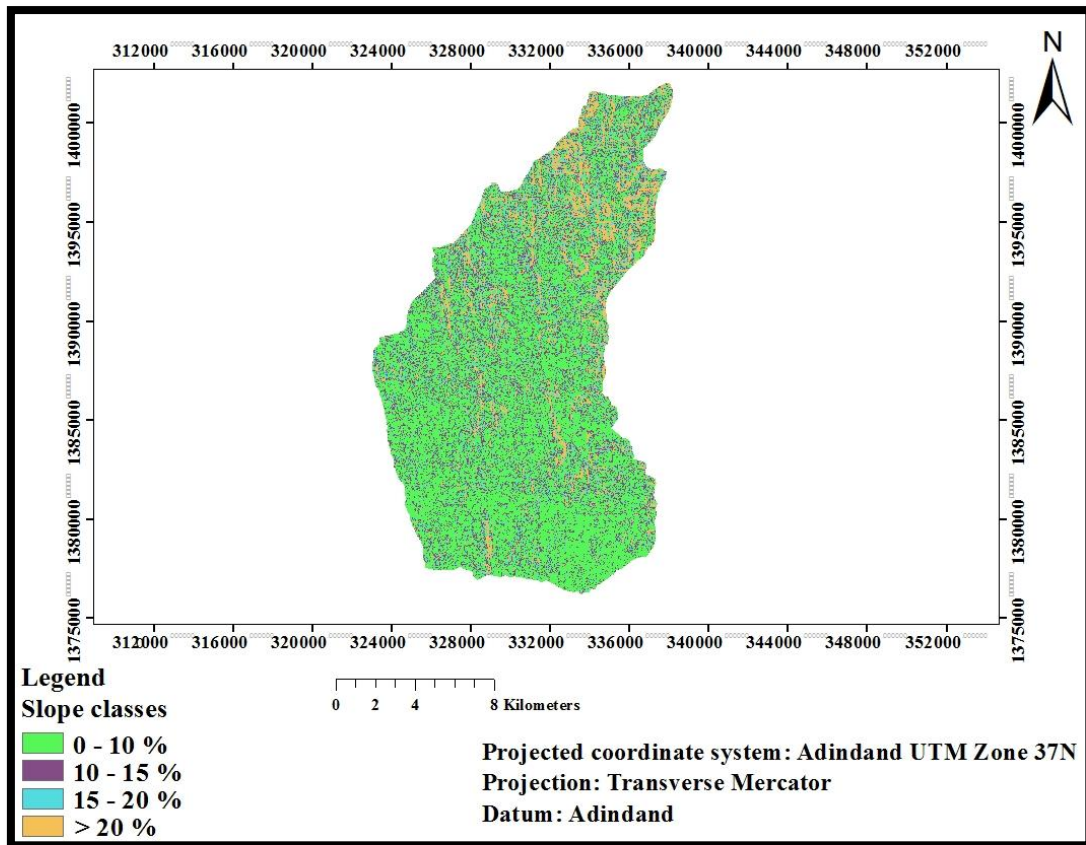 312000 316000 320000 324000 328000 332000 336000 340000 344000 348000 352000
N
1400000
1395000
1390000
1385000
1380000
1375000
1400000
1395000
1390000
1385000
1380000
1375000
312000 316000 320000 324000 328000 332000 336000 340000 344000 348000 352000
Legend
Slope classes
0 - 10 %
10 - 15 %
15 - 20 %
> 20 %
0 2 4 8 Kilometers
Projected coordinate system: Adindand UTM Zone 37N
Projection: Transverse Mercator
Datum: Adindand